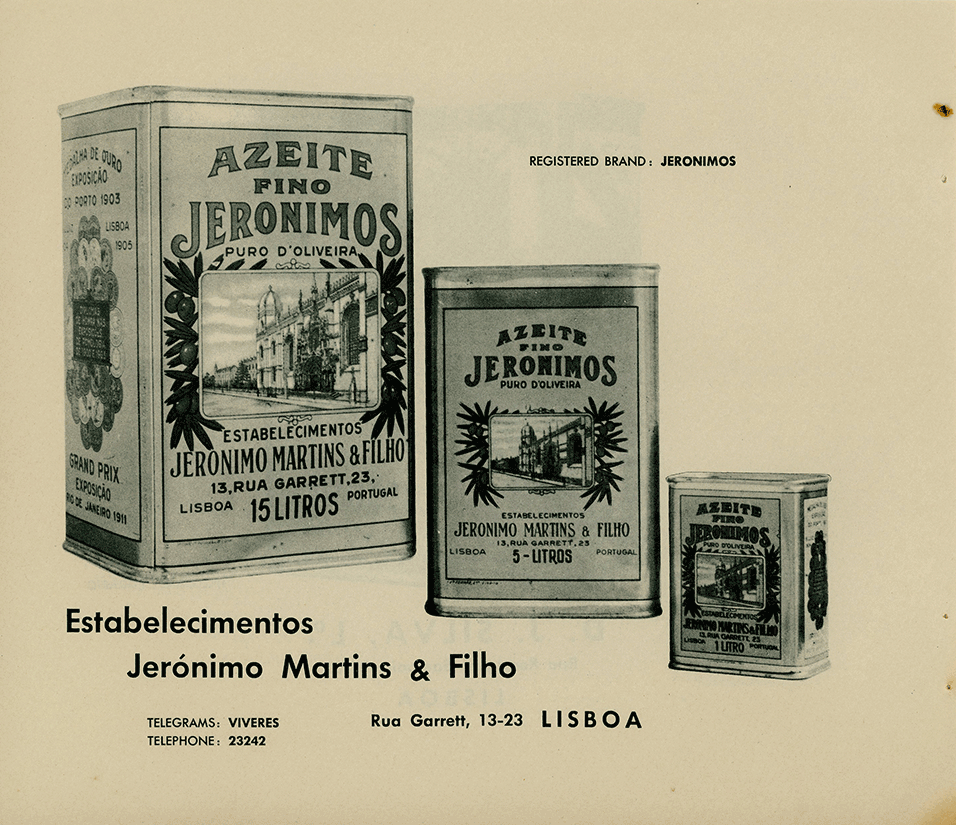 REGISTERED BRAND: JERONIMOS
MEDALHA DE OURO
EXPOSIÇÃO
DO PORTO 1903
LISBOA
1905
GRAND PRIX
EXPOSIÇÃO
RIO DE JANEIRO 1911
AZEITE
FINO
JERONIMOS
PURO D'OLIVEIRA
ESTABELECIMENTOS
JERONIMO MARTINS & FILHO
13, RUA GARRETT, 23,
LISBOA 15 LITROS PORTUGAL
AZEITE
FINO
JERONIMOS
PURO D'OLIVEIRA
ESTABELECIMENTOS
JERONIMO MARTINS & FILHO
13, RUA GARRETT, 23
LISBOA 5-LITROS PORTUGAL
AZEITE
FINO
JERONIMOS
PURO D'OLIVEIRA
ESTABELECIMENTOS
JERONIMO MARTINS & FILHO
13, RUA GARRETT, 23
LISBOA 1 LITRO PORTUGAL
Estabelecimentos
Jerónimo Martins & Filho
TELEGRAMS: VIVERES
TELEPHONE: 23242
Rua Garrett, 13-23 LISBOA